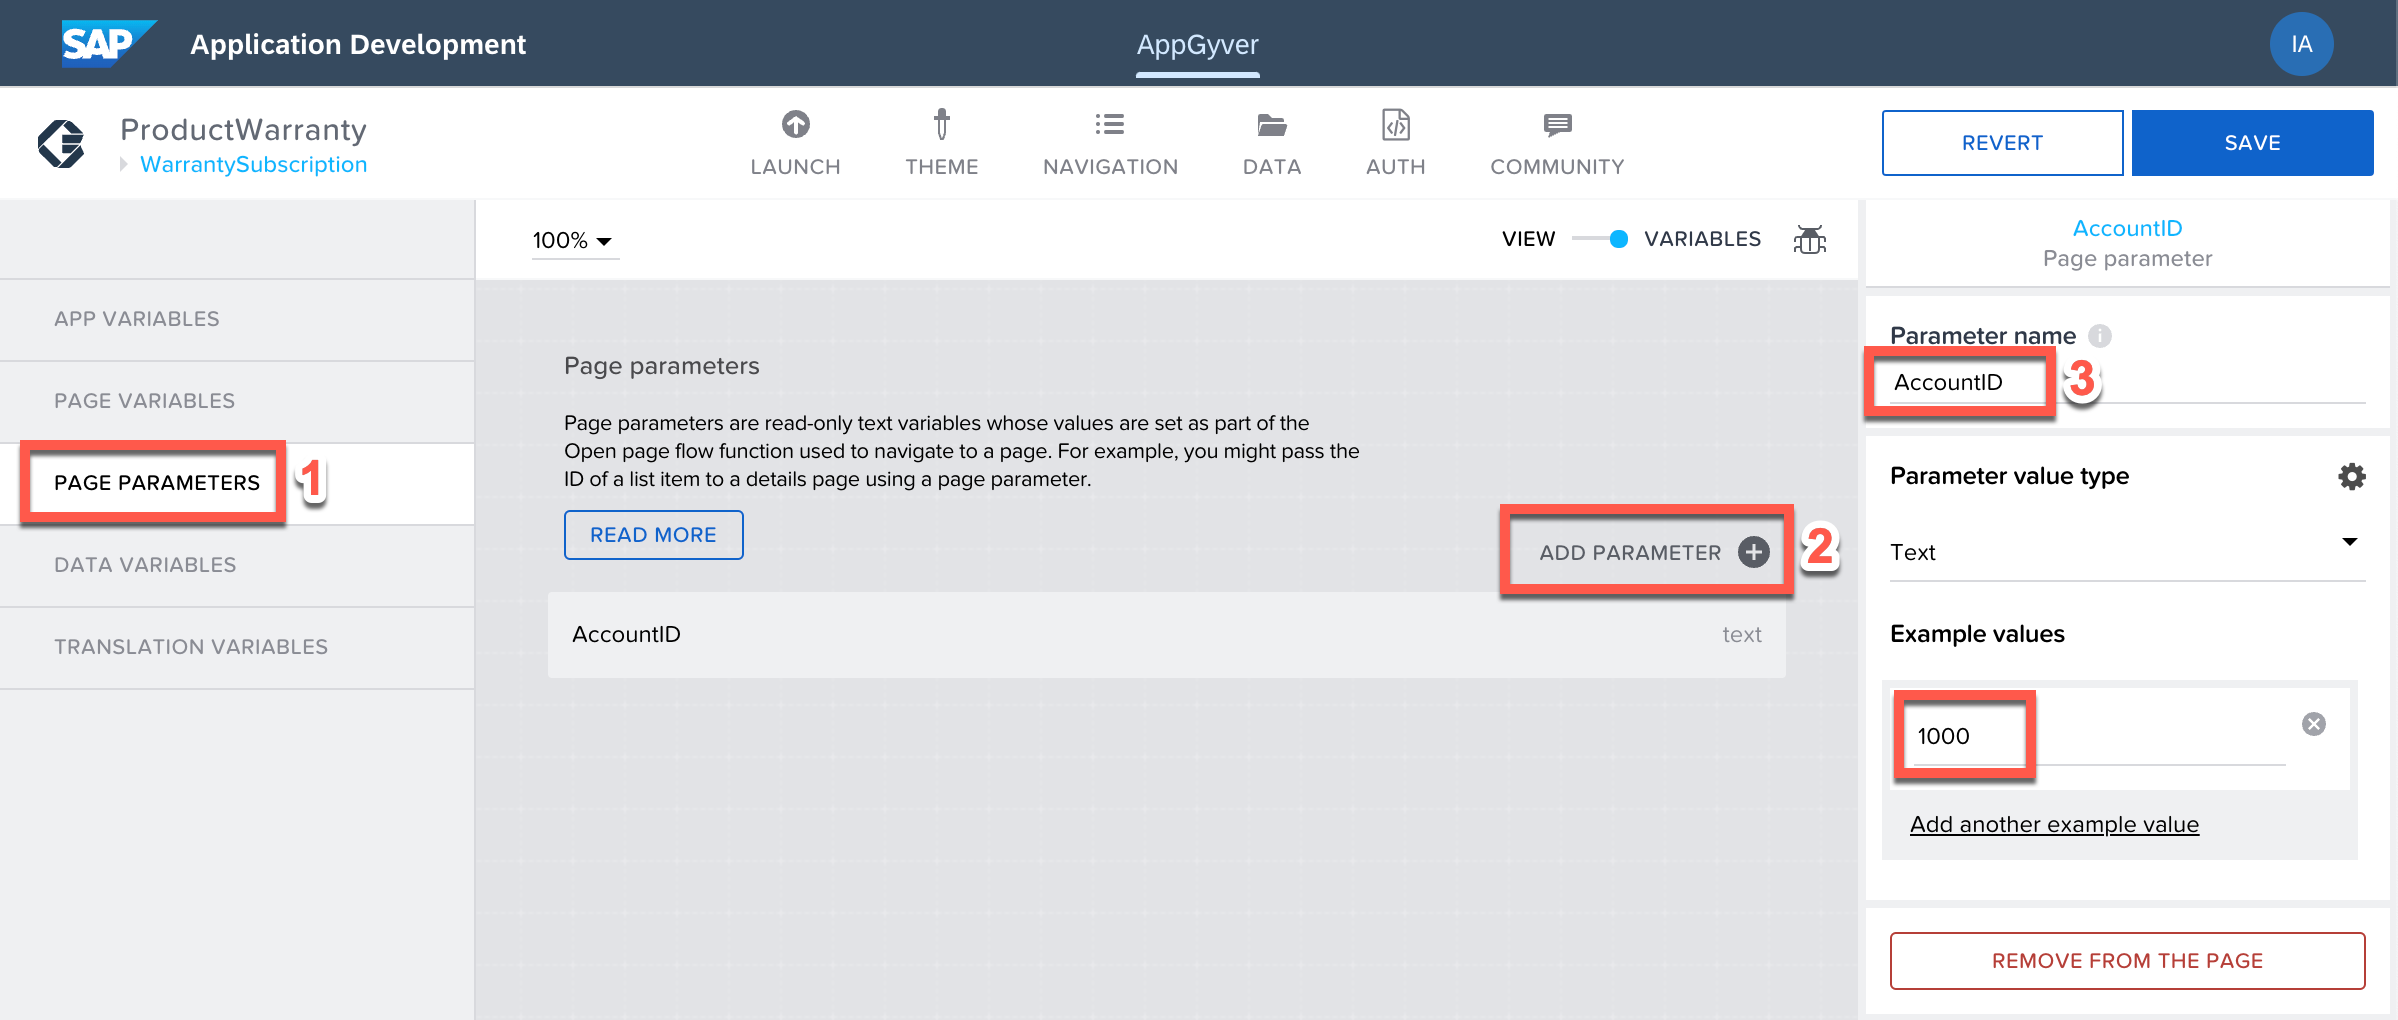 SAP Application Development
AppGyver
IA
ProductWarranty
WarrantySubscription
LAUNCH
THEME
NAVIGATION
DATA
AUTH
COMMUNITY
REVERT
SAVE
100%
VIEW
VARIABLES
APP VARIABLES
PAGE VARIABLES
PAGE PARAMETERS
1
DATA VARIABLES
TRANSLATION VARIABLES
Page parameters
Page parameters are read-only text variables whose values are set as part of the
Open page flow function used to navigate to a page. For example, you might pass the
ID of a list item to a details page using a page parameter.
READ MORE
ADD PARAMETER
2
AccountID
text
AccountID
Page parameter
Parameter name
AccountID
3
Parameter value type
Text
Example values
1000
Add another example value
REMOVE FROM THE PAGE